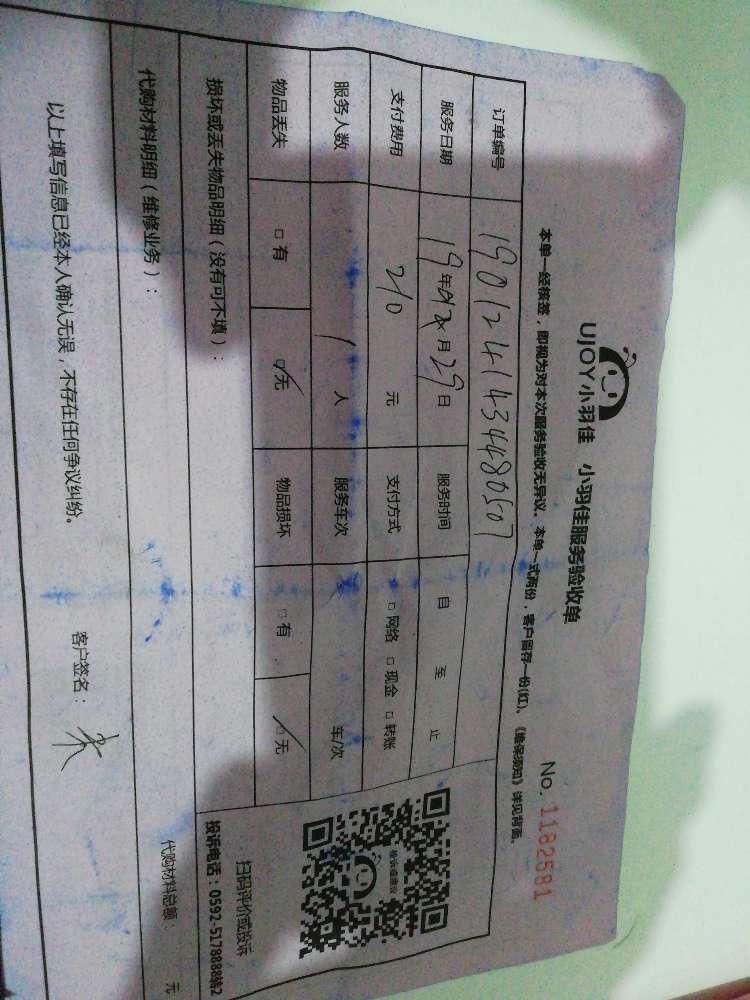 UJOY小羽佳 小羽佳服务验收单
No. 1182581
本单一经核签，即视为对本次服务验收无异议。本单一式两份，客户留存一份(红)、《维保须知》详见背面。
订单编号 1901241434480507
服务日期 19年 月29日 服务时间 自 至 止
支付费用 210 元 支付方式 □网络 □现金 □转账
服务人数 1 人 服务车次 车/次
物品丢失 □有 ☑无 物品损坏 □有 ☑无
损坏或丢失物品明细（没有可不填）：
扫码评价或投诉
投诉电话：0592-5178888转2
代购材料明细（维修业务）：
代购材料总额 元
以上填写信息已经本人确认无误，不存在任何争议纠纷。
客户签名：